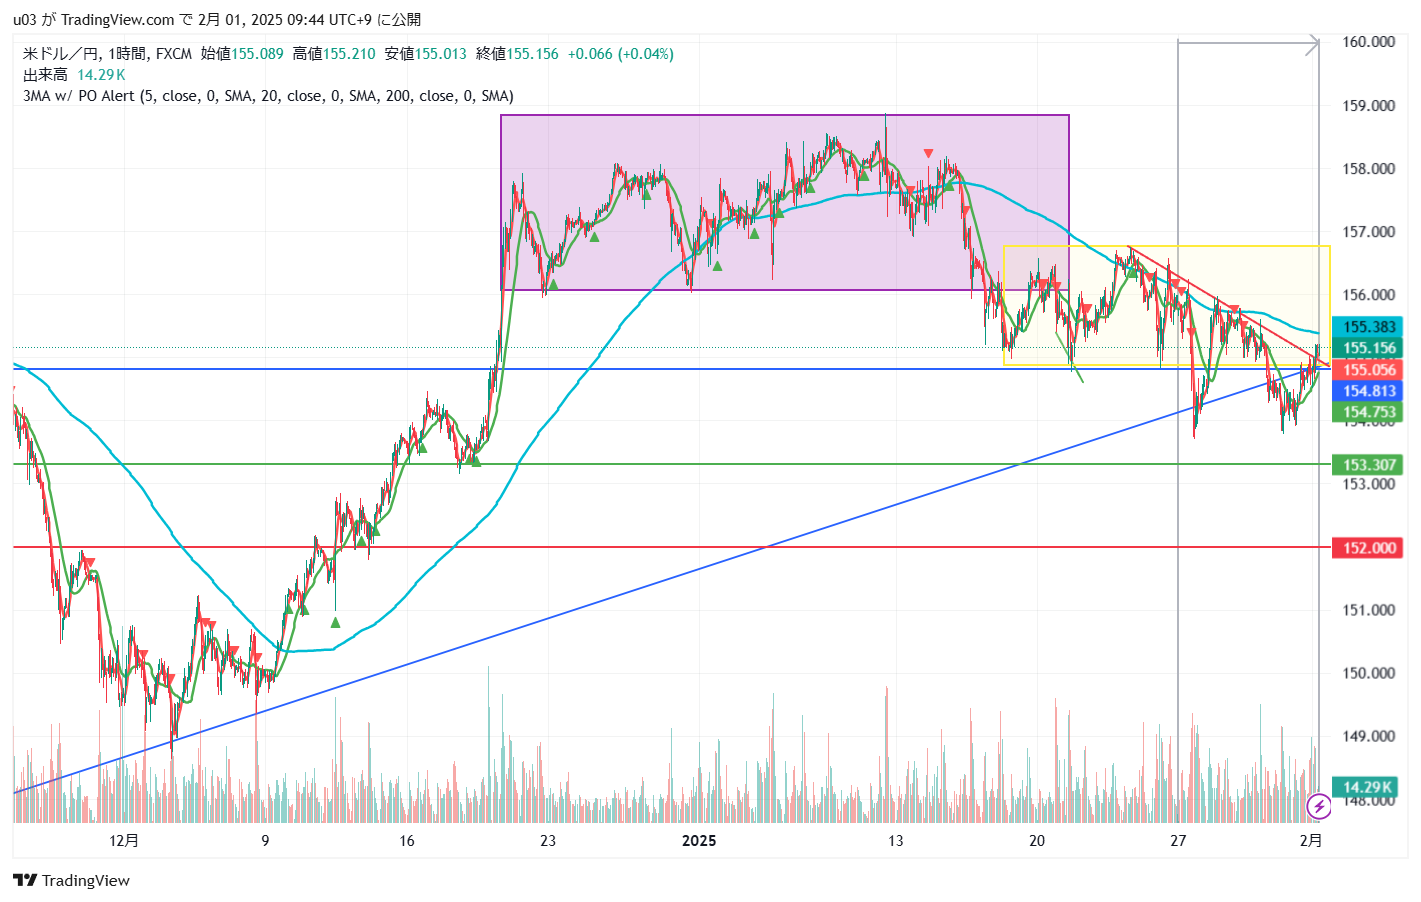 u03 が TradingView.com で 2月 01, 2025 09:44 UTC+9 に公開
米ドル／円, 1時間, FXCM 始値155.089 高値155.210 安値155.013 終値155.156 +0.066 (+0.04%)
出来高 14.29K
3MA w/ PO Alert (5, close, 0, SMA, 20, close, 0, SMA, 200, close, 0, SMA)
160.000
159.000
158.000
157.000
156.000
155.383
155.156
155.056
154.813
154.753
154.000
153.307
153.000
152.000
151.000
150.000
149.000
14.29K
148.000
12月 9 16 23 2025 13 20 27 2月
TradingView